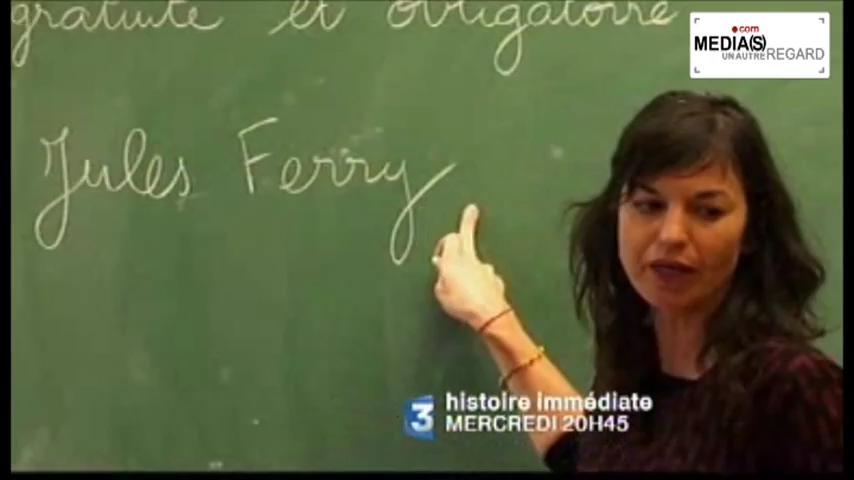 gratuite et obligatoire
.com
MEDIA(S)
UN AUTRE REGARD
Jules Ferry
3
histoire immédiate
MERCREDI 20H45